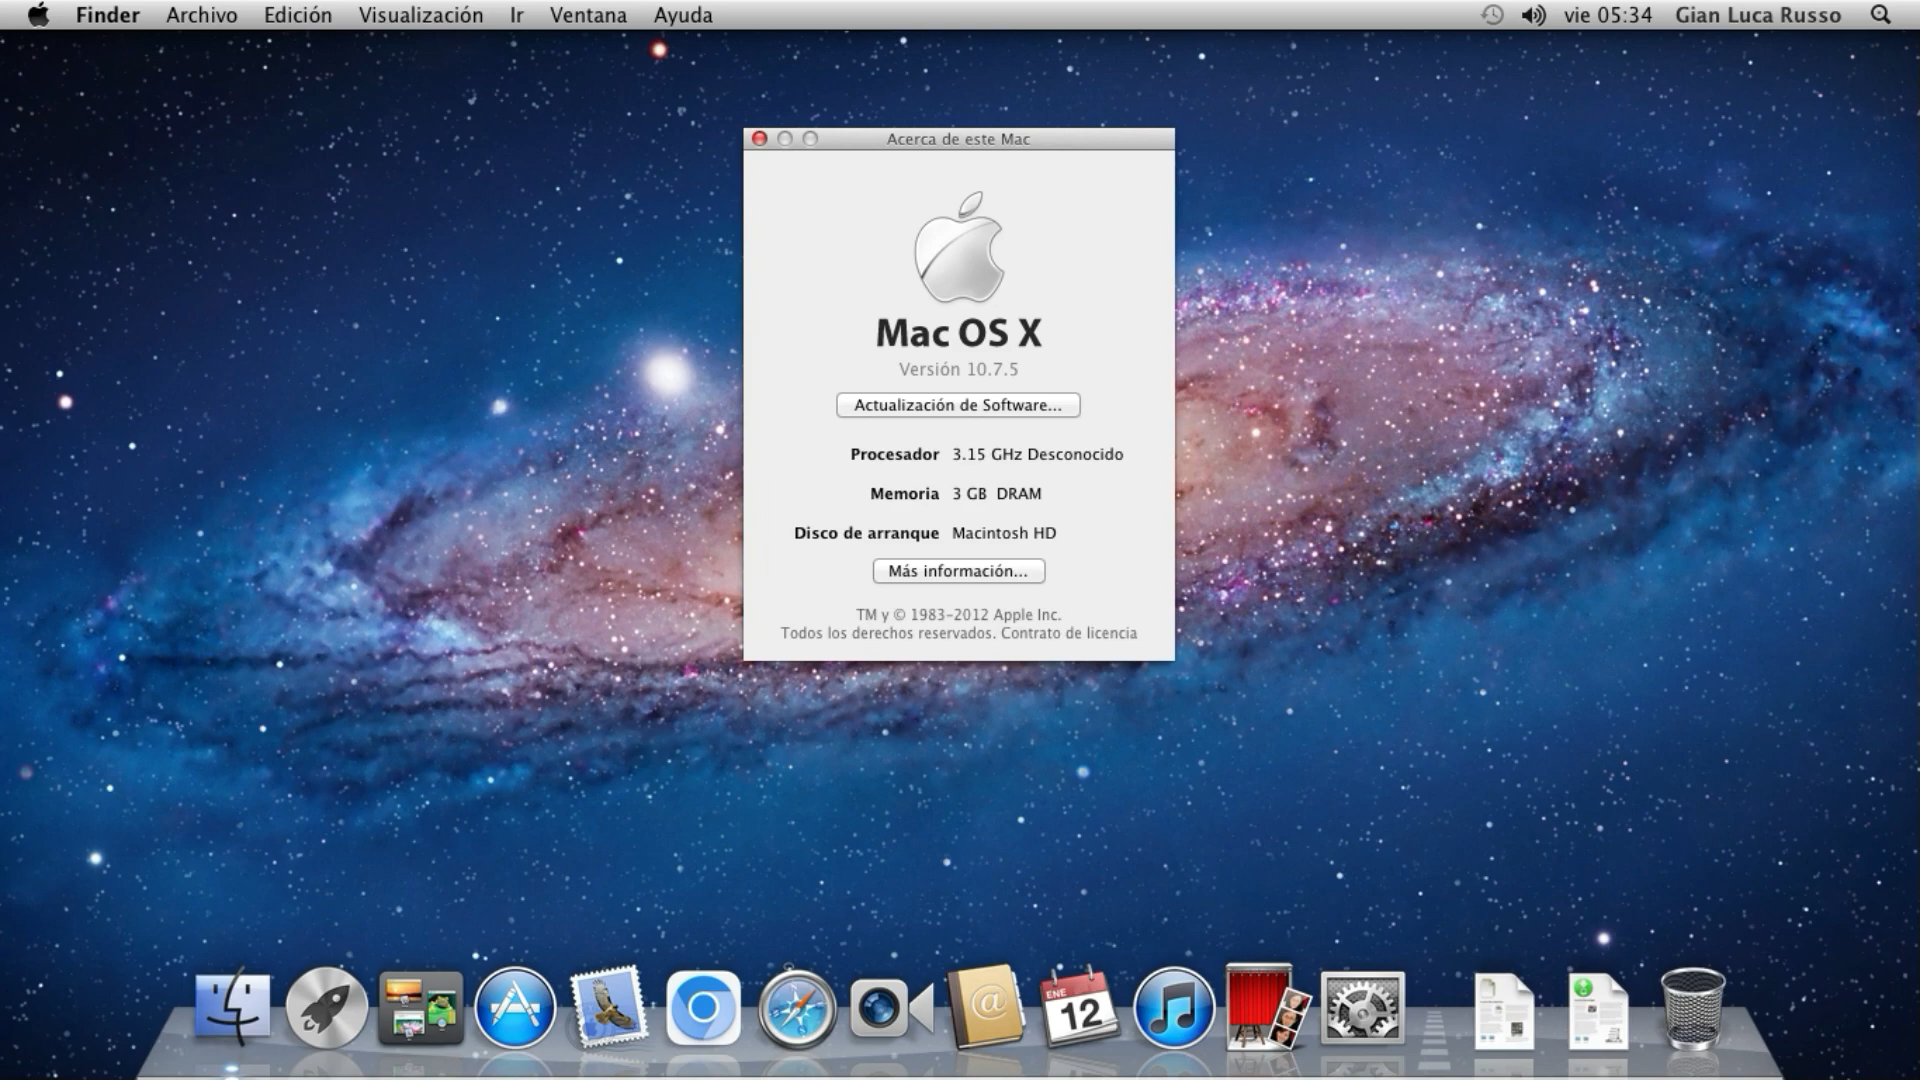 Finder Archivo Edición Visualización Ir Ventana Ayuda vie 05:34 Gian Luca Russo
Acerca de este Mac
Mac OS X
Versión 10.7.5
Actualización de Software...
Procesador 3.15 GHz Desconocido
Memoria 3 GB DRAM
Disco de arranque Macintosh HD
Más información...
TM y © 1983-2012 Apple Inc.
Todos los derechos reservados. Contrato de licencia
@
ENE
12